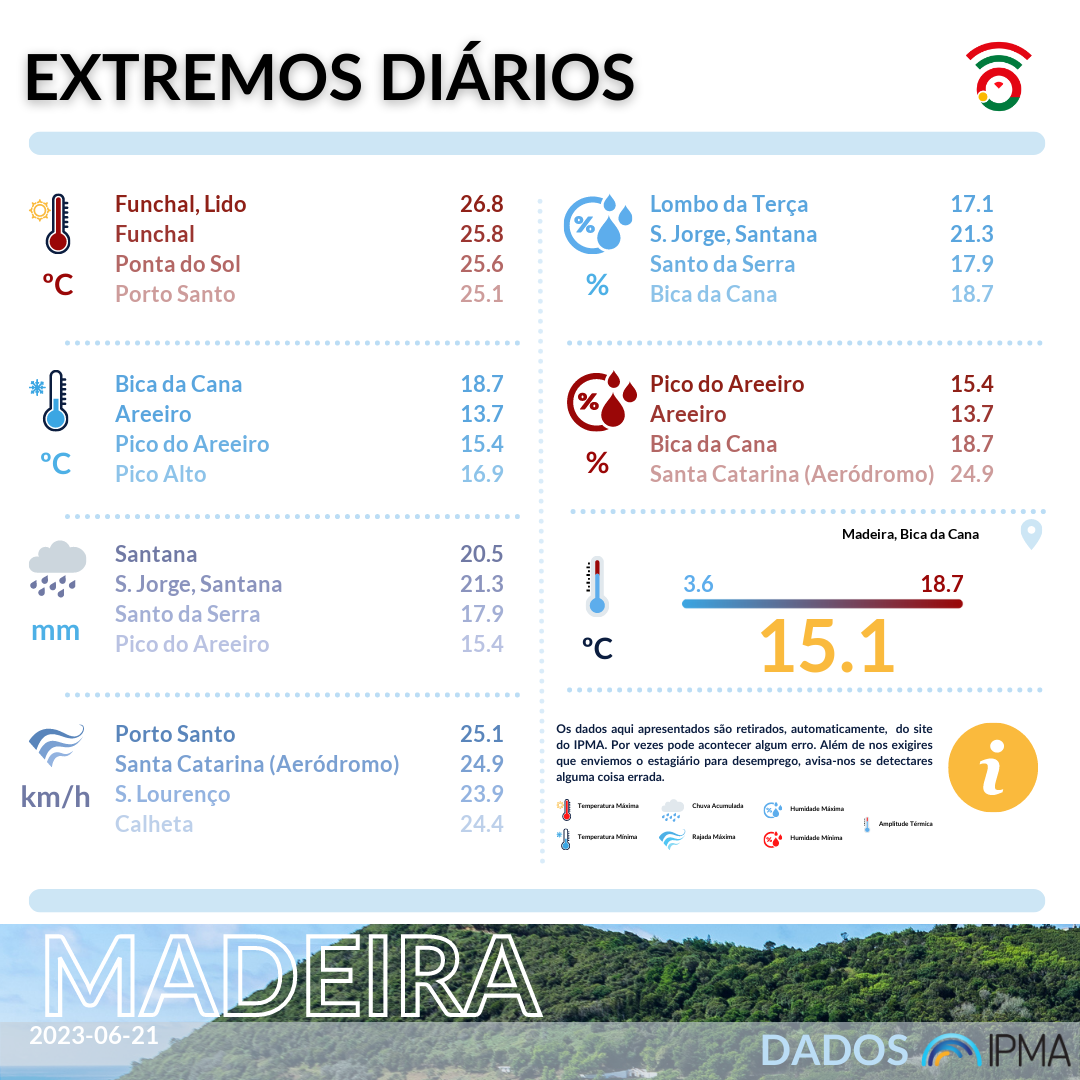 EXTREMOS DIÁRIOS
Funchal, Lido 26.8
Funchal 25.8
Ponta do Sol 25.6
Porto Santo 25.1
ºC
Bica da Cana 18.7
Areeiro 13.7
Pico do Areeiro 15.4
Pico Alto 16.9
ºC
Santana 20.5
S. Jorge, Santana 21.3
Santo da Serra 17.9
Pico do Areeiro 15.4
mm
Porto Santo 25.1
Santa Catarina (Aeródromo) 24.9
S. Lourenço 23.9
Calheta 24.4
km/h
%
Lombo da Terça 17.1
S. Jorge, Santana 21.3
Santo da Serra 17.9
Bica da Cana 18.7
%
%
Pico do Areeiro 15.4
Areeiro 13.7
Bica da Cana 18.7
Santa Catarina (Aeródromo) 24.9
%
Madeira, Bica da Cana
3.6 18.7
15.1
ºC
Os dados aqui apresentados são retirados, automaticamente, do site
do IPMA. Por vezes pode acontecer algum erro. Além de nos exigires
que enviemos o estagiário para desemprego, avisa-nos se detectares
alguma coisa errada.
i
Temperatura Máxima Chuva Acumulada Humidade Máxima
Amplitude Térmica
Temperatura Mínima Rajada Máxima Humidade Mínima
MADEIRA
2023-06-21
DADOS IPMA